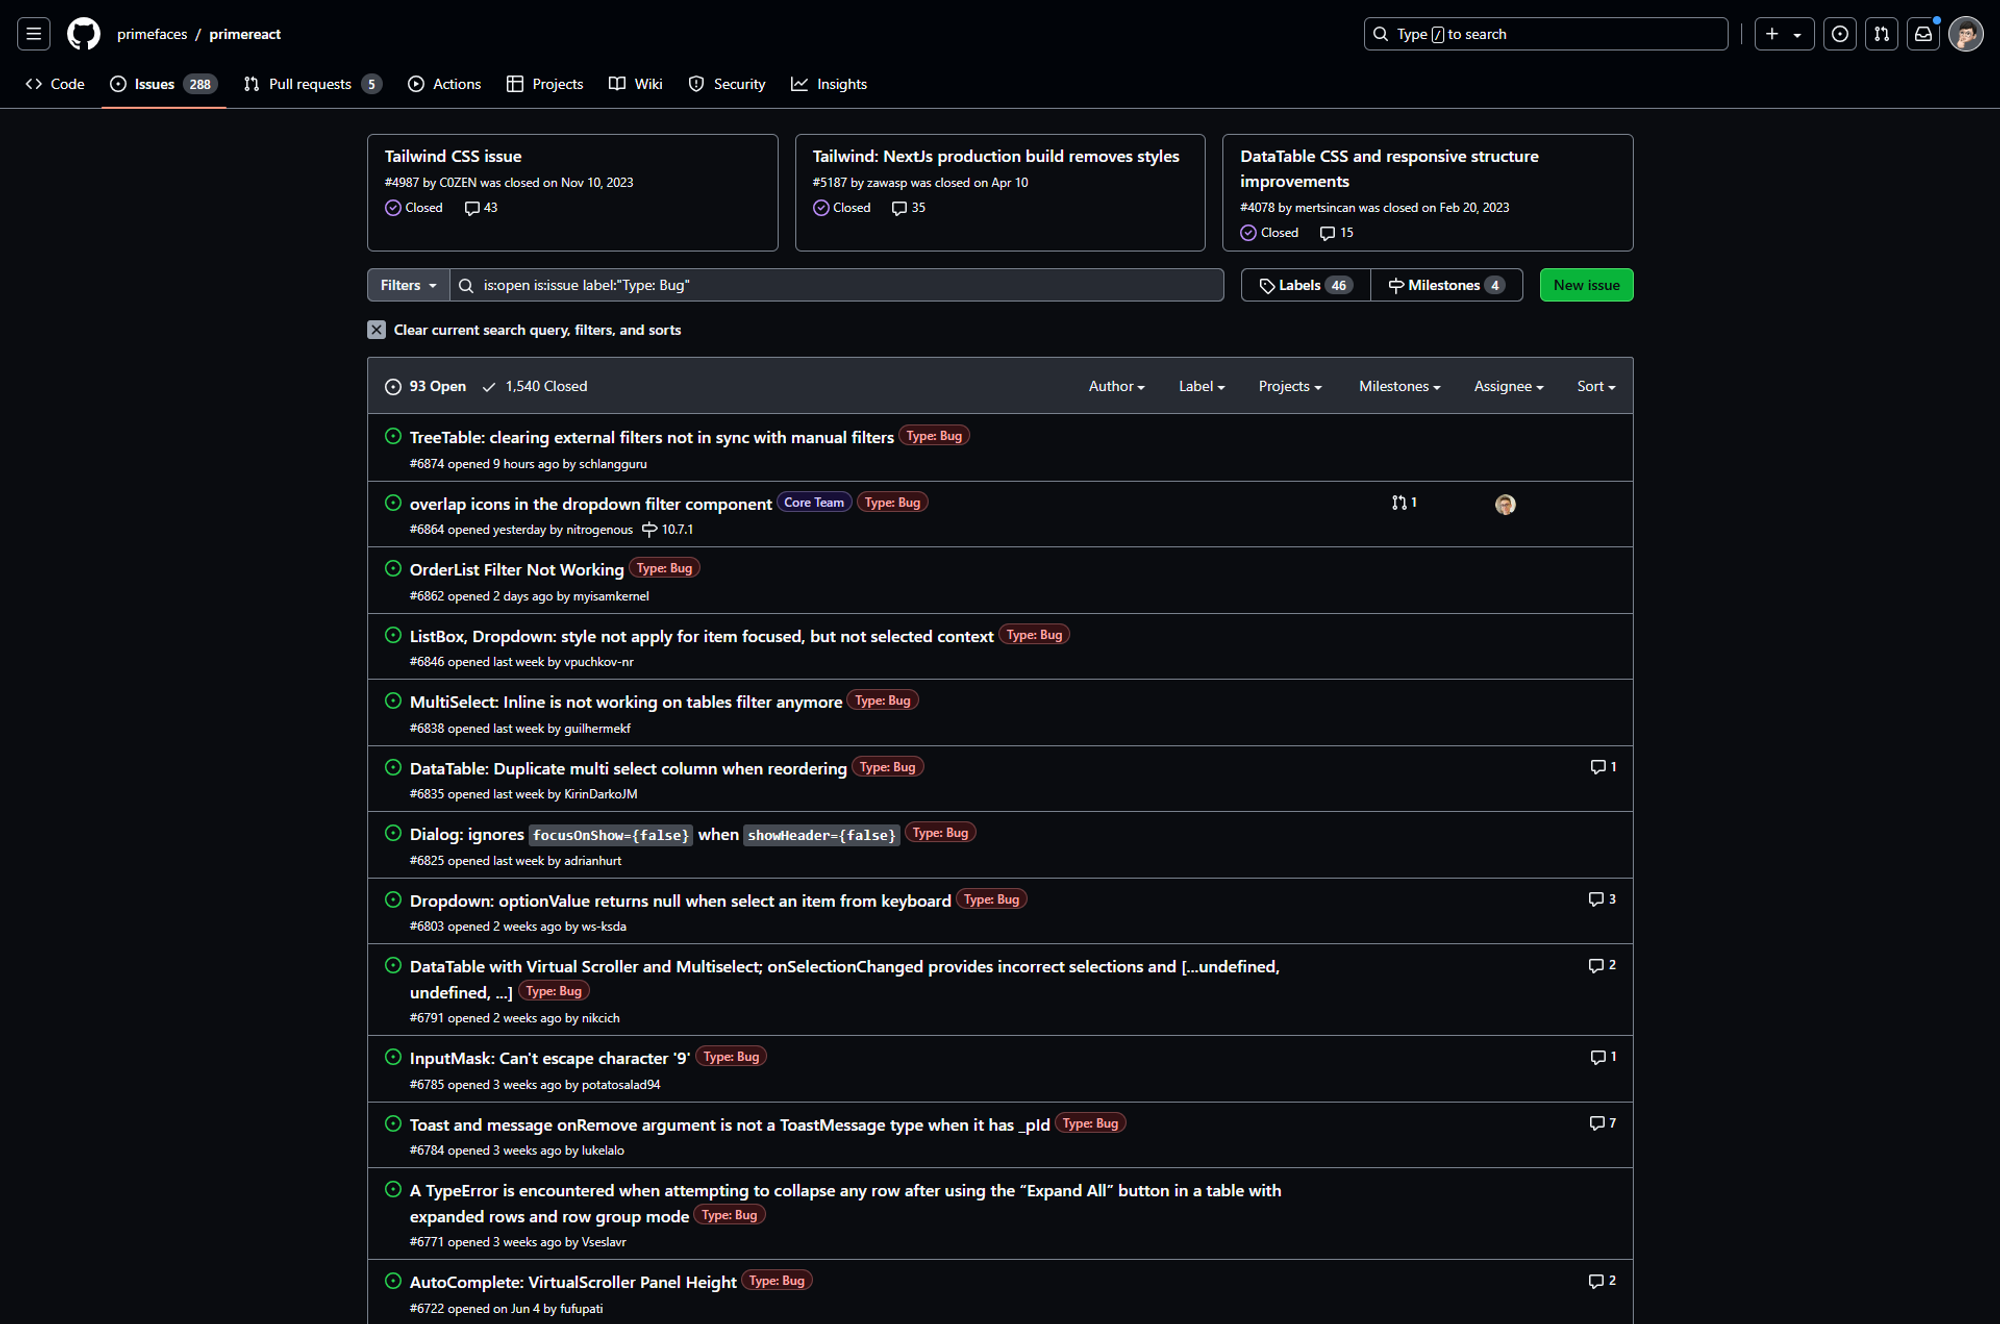 primefaces / primereact
Type / to search
Code
Issues 288
Pull requests 5
Actions
Projects
Wiki
Security
Insights
Tailwind CSS issue
#4987 by C0ZEN was closed on Nov 10, 2023
Closed 43
Tailwind: NextJs production build removes styles
#5187 by zawasp was closed on Apr 10
Closed 35
DataTable CSS and responsive structure
improvements
#4078 by mertsincan was closed on Feb 20, 2023
Closed 15
Filters
is:open is:issue label:"Type: Bug"
Labels 46
Milestones 4
New issue
Clear current search query, filters, and sorts
93 Open 1,540 Closed
Author
Label
Projects
Milestones
Assignee
Sort
TreeTable: clearing external filters not in sync with manual filters Type: Bug
#6874 opened 9 hours ago by schlangguru
overlap icons in the dropdown filter component Core Team Type: Bug 1
#6864 opened yesterday by nitrogenous 10.7.1
OrderList Filter Not Working Type: Bug
#6862 opened 2 days ago by myisamkernel
ListBox, Dropdown: style not apply for item focused, but not selected context Type: Bug
#6846 opened last week by vpuchkov-nr
MultiSelect: Inline is not working on tables filter anymore Type: Bug
#6838 opened last week by guilhermekf
DataTable: Duplicate multi select column when reordering Type: Bug 1
#6835 opened last week by KirinDarkoJM
Dialog: ignores focusOnShow={false} when showHeader={false} Type: Bug
#6825 opened last week by adrianhurt
Dropdown: optionValue returns null when select an item from keyboard Type: Bug 3
#6803 opened 2 weeks ago by ws-ksda
DataTable with Virtual Scroller and Multiselect; onSelectionChanged provides incorrect selections and [...undefined, 2
undefined, ...] Type: Bug
#6791 opened 2 weeks ago by nikcich
InputMask: Can't escape character '9' Type: Bug 1
#6785 opened 3 weeks ago by potatosalad94
Toast and message onRemove argument is not a ToastMessage type when it has _pId Type: Bug 7
#6784 opened 3 weeks ago by lukelalo
A TypeError is encountered when attempting to collapse any row after using the “Expand All” button in a table with
expanded rows and row group mode Type: Bug
#6771 opened 3 weeks ago by Vseslavr
AutoComplete: VirtualScroller Panel Height Type: Bug 2
#6722 opened on Jun 4 by fufupati